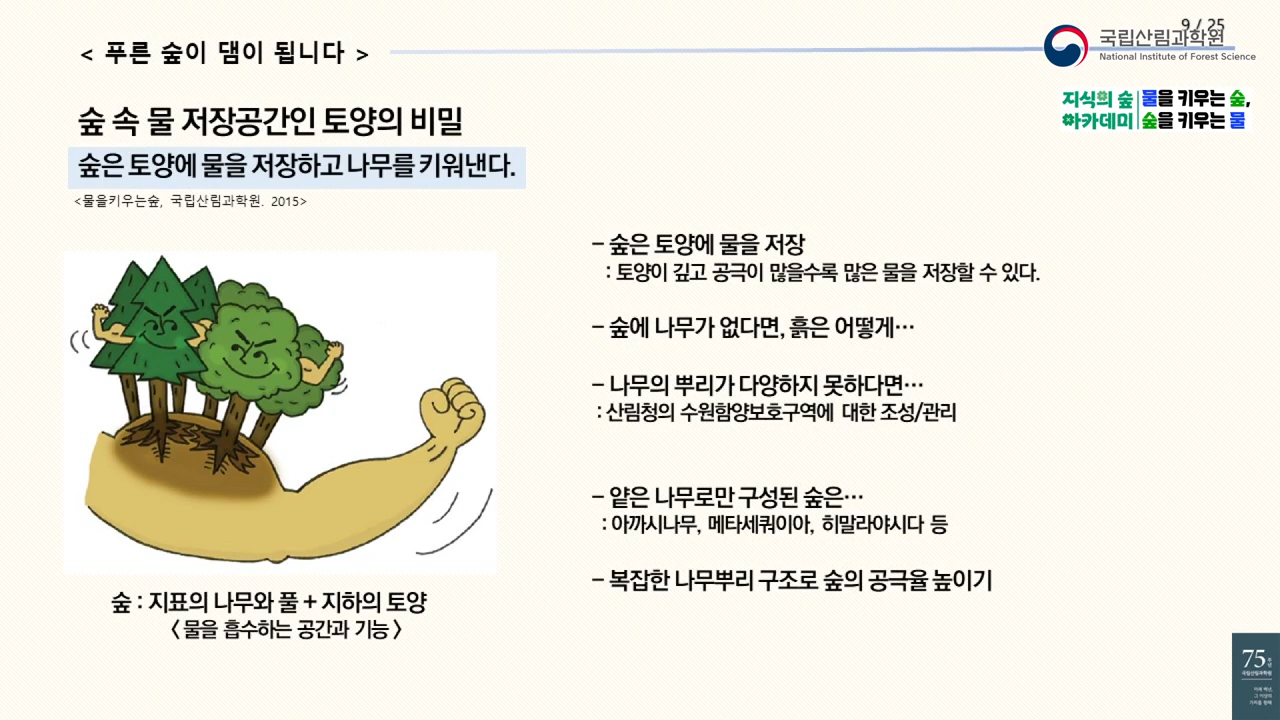 < 푸른 숲이 댐이 됩니다 >
9 / 25
국립산림과학원
National Institute of Forest Science
지식의 숲 물을 키우는 숲,
아카데미 숲을 키우는 물
숲 속 물 저장공간인 토양의 비밀
숲은 토양에 물을 저장하고 나무를 키워낸다.
<물을키우는숲, 국립산림과학원. 2015>
- 숲은 토양에 물을 저장
: 토양이 깊고 공극이 많을수록 많은 물을 저장할 수 있다.
- 숲에 나무가 없다면, 흙은 어떻게…
- 나무의 뿌리가 다양하지 못하다면…
: 산림청의 수원함양보호구역에 대한 조성/관리
- 얕은 나무로만 구성된 숲은…
: 아까시나무, 메타세쿼이아, 히말라야시다 등
- 복잡한 나무뿌리 구조로 숲의 공극율 높이기
숲 : 지표의 나무와 풀 + 지하의 토양
< 물을 흡수하는 공간과 기능 >
75주년
국립산림과학원